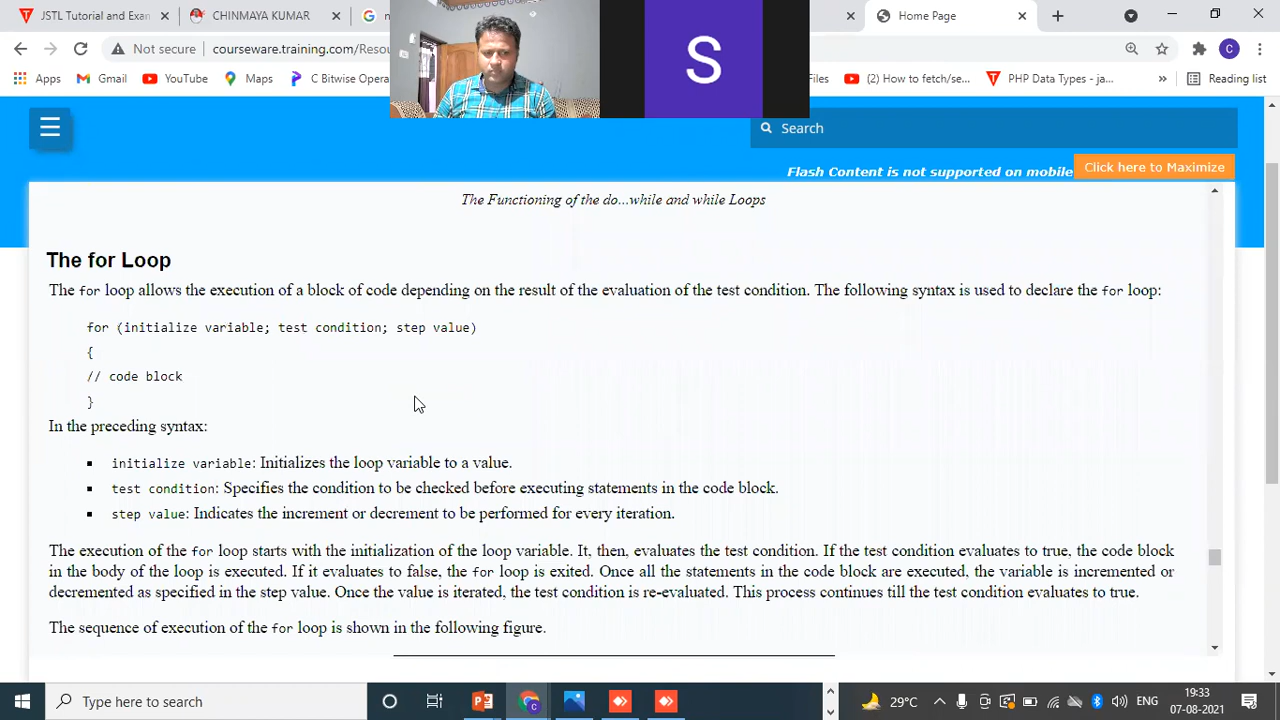 JSTL Tutorial and Exan
CHINMAYA KUMAR
n
Home Page
Not secure
courseware.training.com/Resou
C
Apps
Gmail
YouTube
Maps
C Bitwise Opera
Files
(2) How to fetch/se...
PHP Data Types - ja...
»
Reading list
S
Search
Flash Content is not supported on mobile
Click here to Maximize
The Functioning of the do...while and while Loops
The for Loop
The for loop allows the execution of a block of code depending on the result of the evaluation of the test condition. The following syntax is used to declare the for loop:
for (initialize variable; test condition; step value)
{
// code block
}
In the preceding syntax:
initialize variable: Initializes the loop variable to a value.
test condition: Specifies the condition to be checked before executing statements in the code block.
step value: Indicates the increment or decrement to be performed for every iteration.
The execution of the for loop starts with the initialization of the loop variable. It, then, evaluates the test condition. If the test condition evaluates to true, the code block
in the body of the loop is executed. If it evaluates to false, the for loop is exited. Once all the statements in the code block are executed, the variable is incremented or
decremented as specified in the step value. Once the value is iterated, the test condition is re-evaluated. This process continues till the test condition evaluates to true.
The sequence of execution of the for loop is shown in the following figure.
Type here to search
29°C
ENG
19:33
07-08-2021